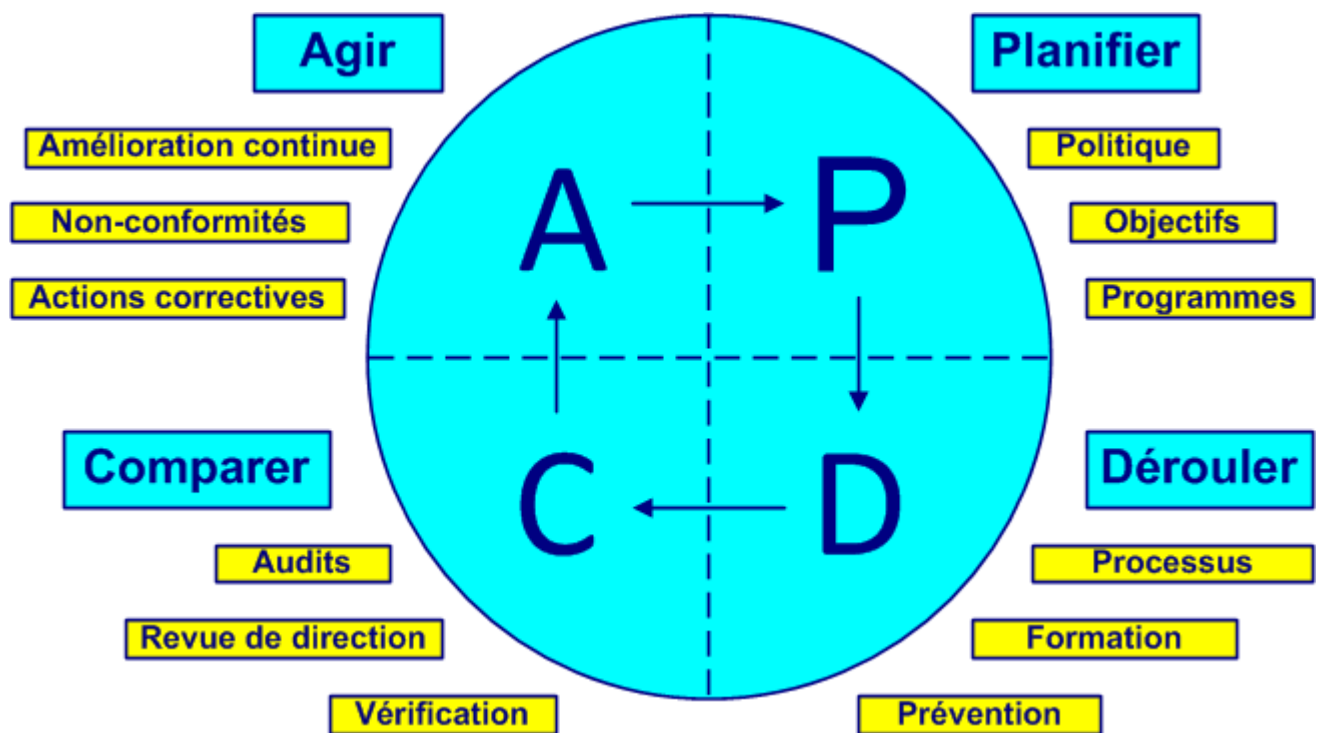 Agir
Planifier
Amélioration continue
Politique
Non-conformités
Objectifs
Actions correctives
Programmes
A
P
Comparer
Dérouler
C
D
Audits
Processus
Revue de direction
Formation
Vérification
Prévention